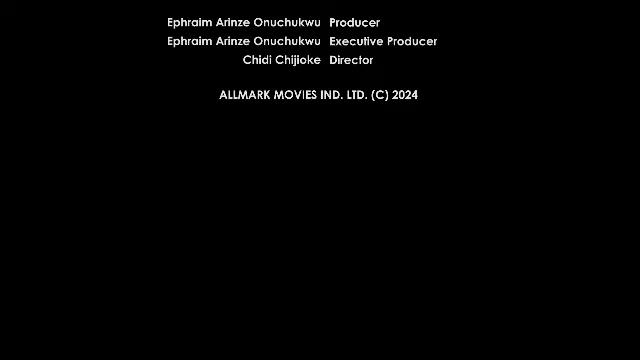 Ephraim Arinze Onuchukwu Producer
Ephraim Arinze Onuchukwu Executive Producer
Chidi Chijioke Director
ALLMARK MOVIES IND. LTD. (C) 2024